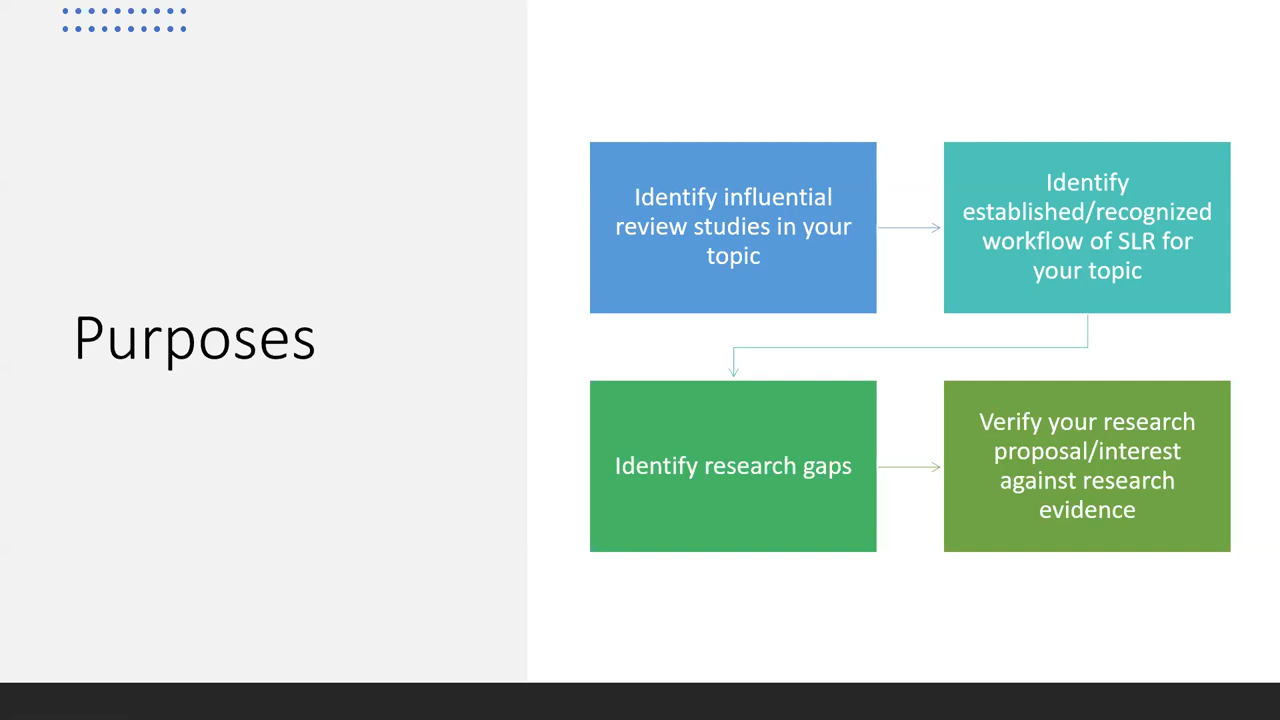 Purposes
Identify influential
review studies in your
topic
Identify
established/recognized
workflow of SLR for
your topic
Identify research gaps
Verify your research
proposal/interest
against research
evidence